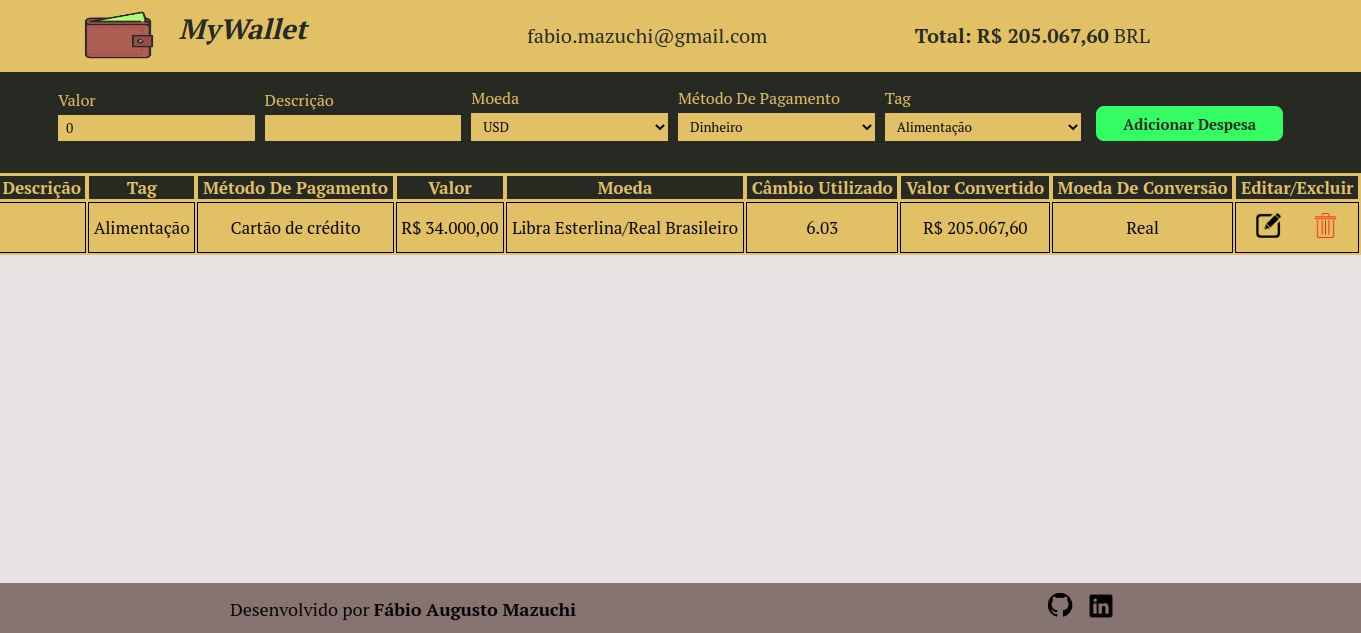 MyWallet
fabio.mazuchi@gmail.com
Total: R$ 205.067,60 BRL
Valor
Descrição
Moeda
Método De Pagamento
Tag
0
USD
Dinheiro
Alimentação
Adicionar Despesa
Descrição Tag Método De Pagamento Valor Moeda Câmbio Utilizado Valor Convertido Moeda De Conversão Editar/Excluir
Alimentação Cartão de crédito R$ 34.000,00 Libra Esterlina/Real Brasileiro 6.03 R$ 205.067,60 Real
Desenvolvido por Fábio Augusto Mazuchi
in